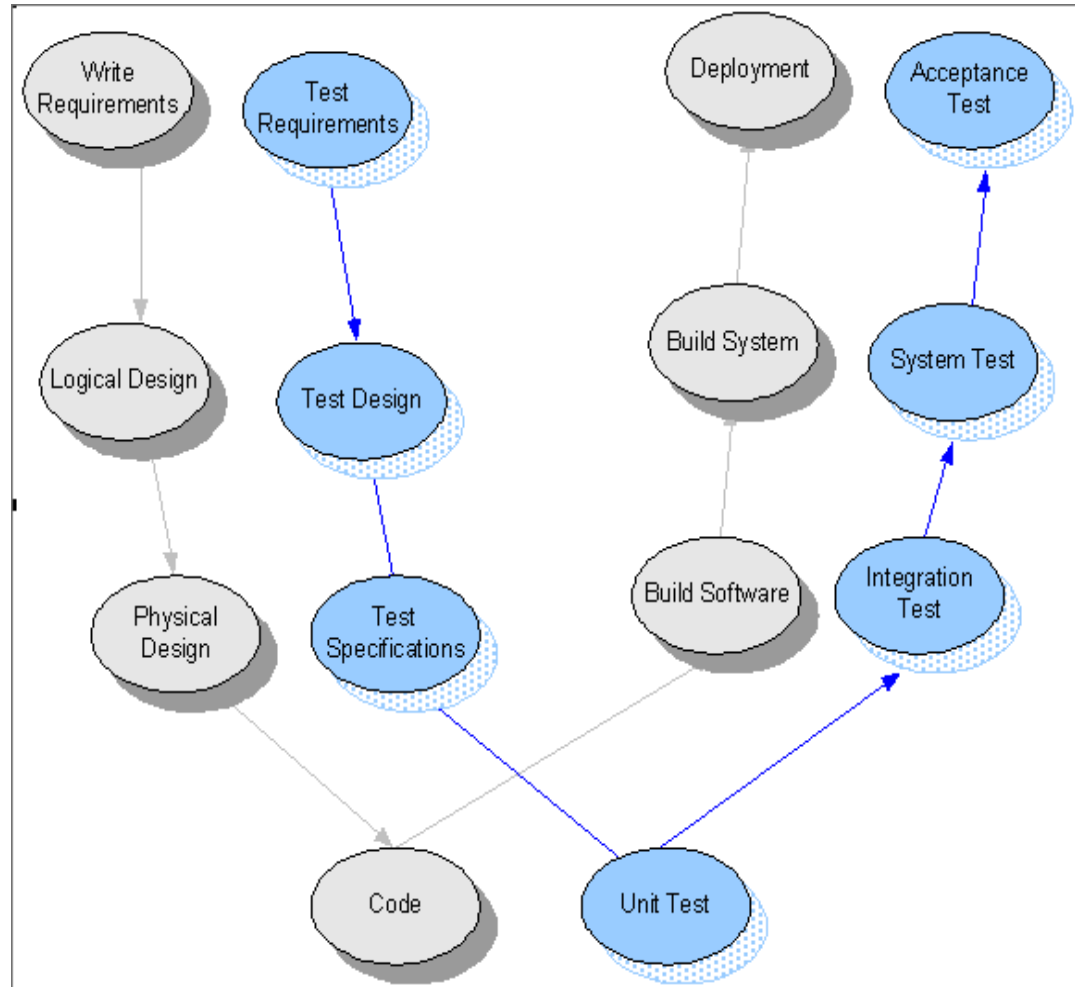 Write
Requirements
Test
Requirements
Deployment
Acceptance
Test
Logical Design
Test Design
Build System
System Test
Physical
Design
Test
Specifications
Build Software
Integration
Test
Code
Unit Test